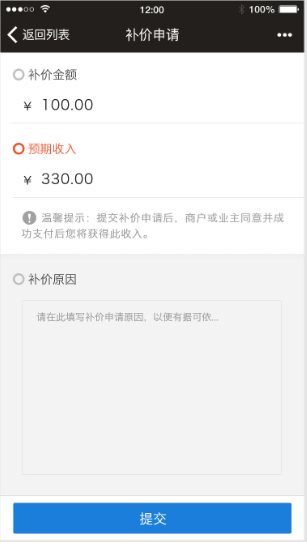 12:00
100%
返回列表
补价申请
补价金额
¥ 100.00
预期收入
¥ 330.00
温馨提示：提交补价申请后，商户或业主同意并成
功支付后您将获得此收入。
补价原因
请在此填写补价申请原因，以便有据可依...
提交